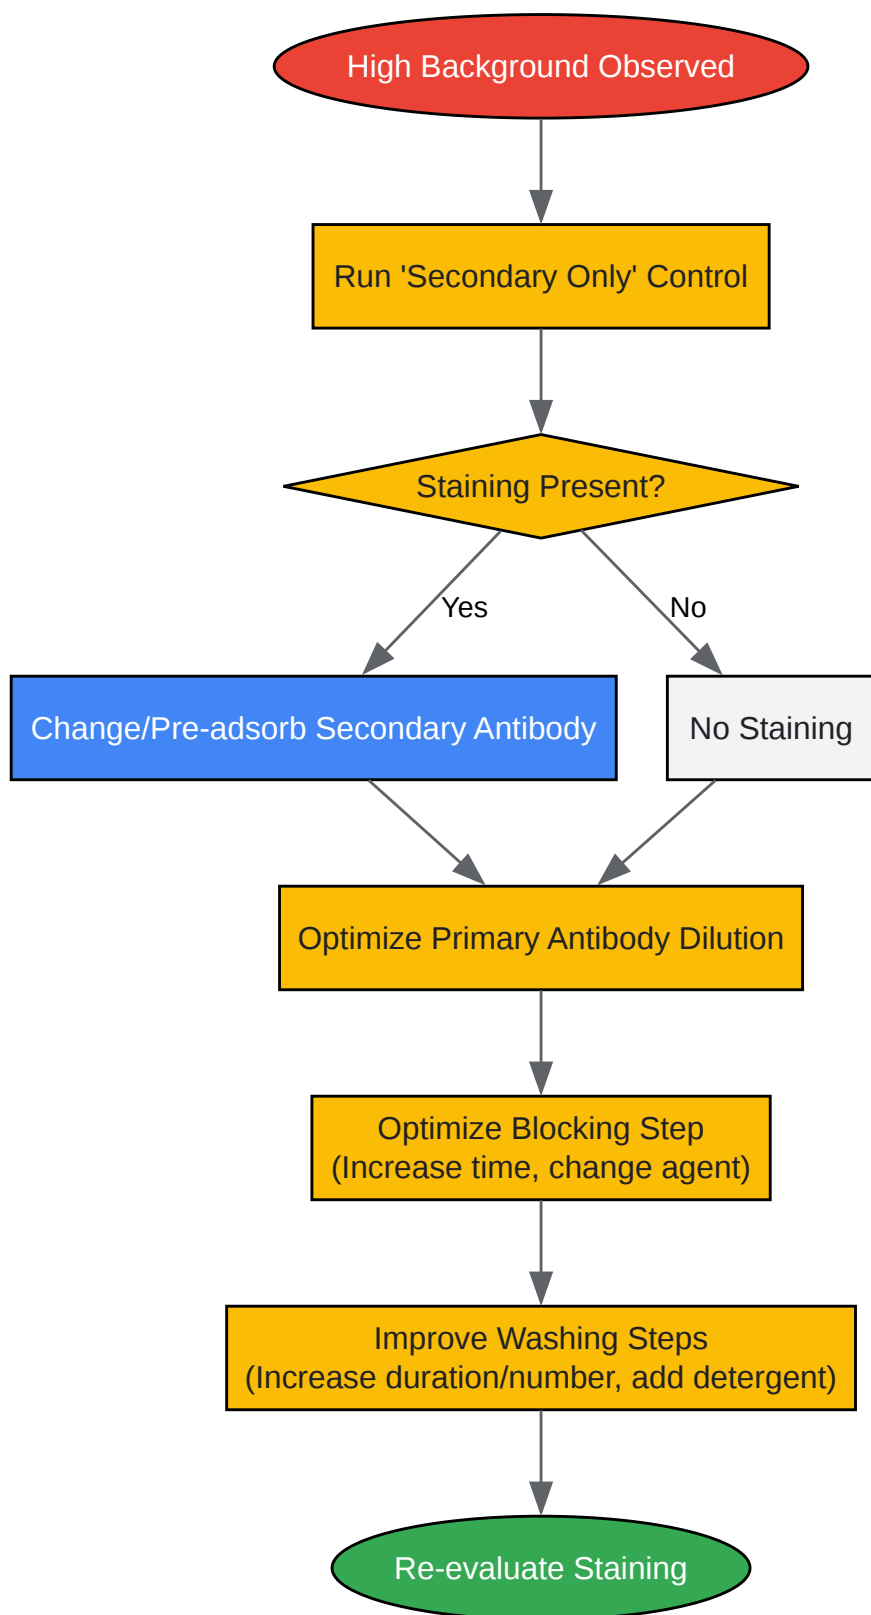 High Background Observed
Run 'Secondary Only' Control
Staining Present?
Yes
No
Change/Pre-adsorb Secondary Antibody
No Staining
Optimize Primary Antibody Dilution
Optimize Blocking Step
(Increase time, change agent)
Improve Washing Steps
(Increase duration/number, add detergent)
Re-evaluate Staining